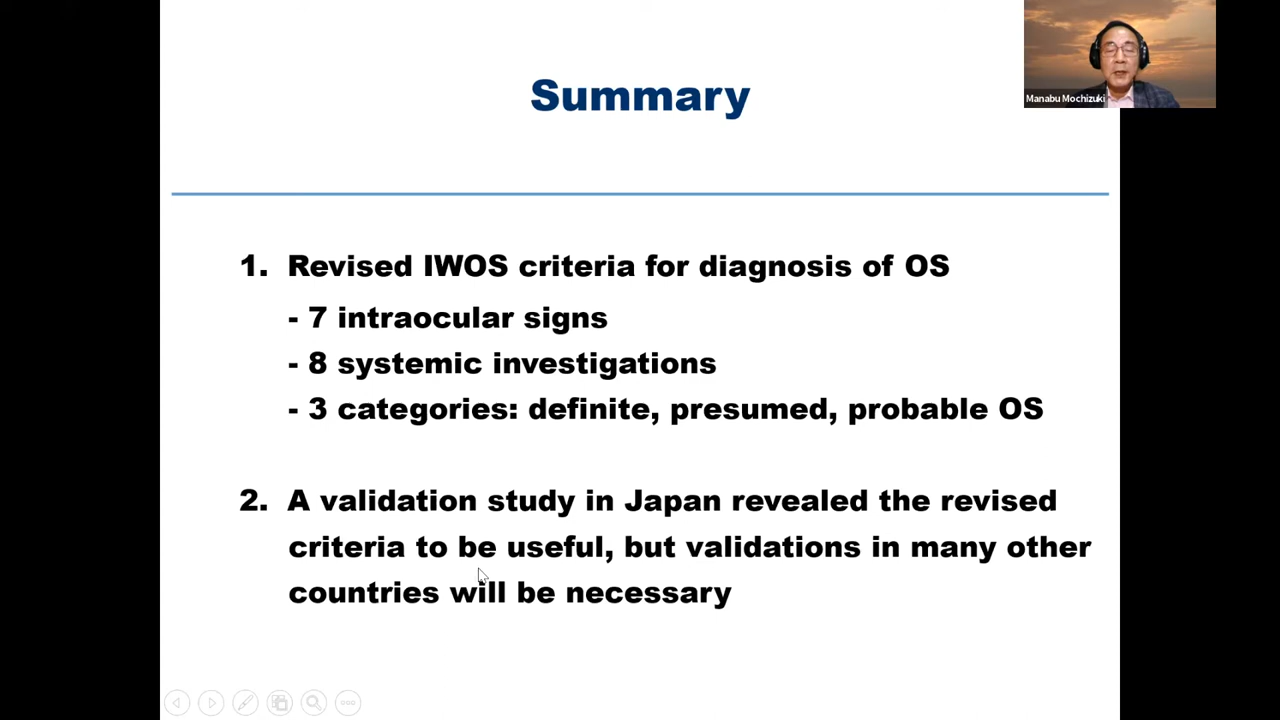 Summary
Manabu Mochizuki
1. Revised IWOS criteria for diagnosis of OS
- 7 intraocular signs
- 8 systemic investigations
- 3 categories: definite, presumed, probable OS
2. A validation study in Japan revealed the revised
criteria to be useful, but validations in many other
countries will be necessary